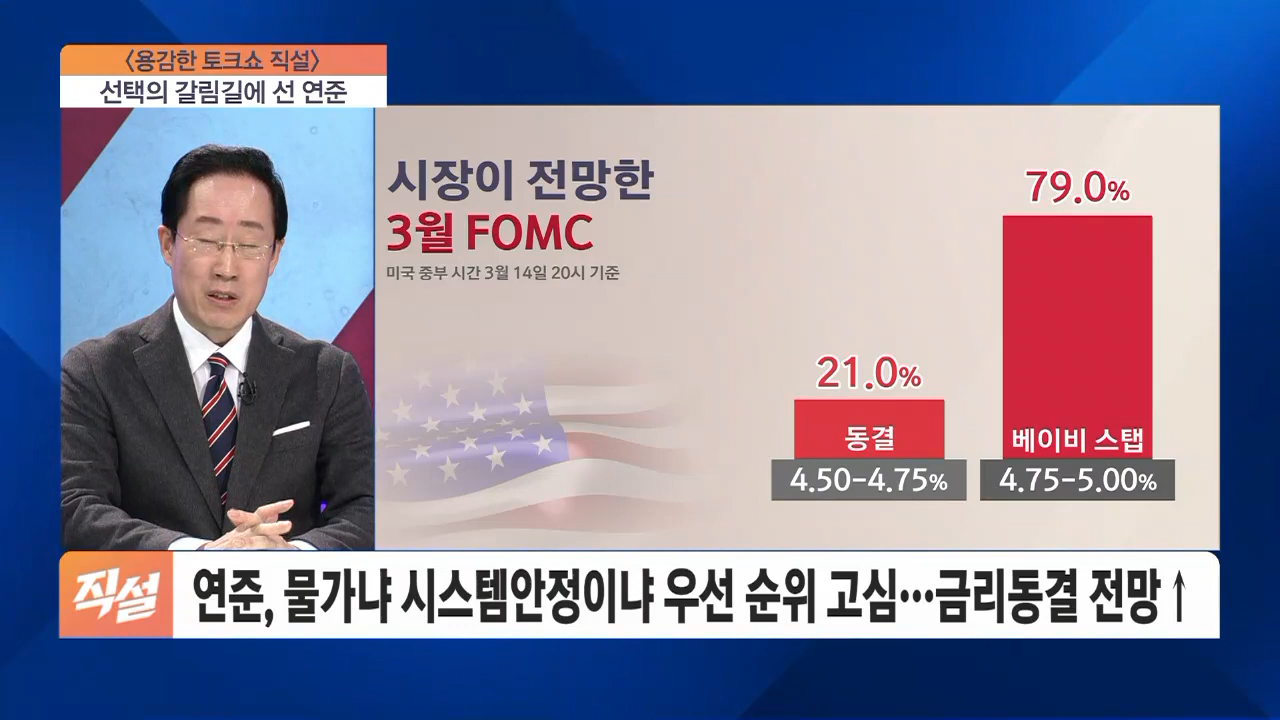 〈용감한 토크쇼 직설〉
선택의 갈림길에 선 연준
시장이 전망한
3월 FOMC
미국 중부 시간 3월 14일 20시 기준
79.0%
21.0%
동결
베이비 스탭
4.50-4.75%
4.75-5.00%
직설
연준, 물가냐 시스템안정이냐 우선 순위 고심…금리동결 전망↑